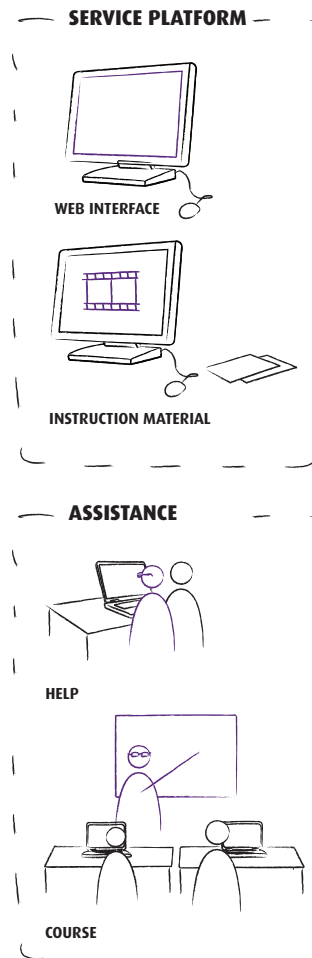 SERVICE PLATFORM
WEB INTERFACE
INSTRUCTION MATERIAL
ASSISTANCE
HELP
COURSE